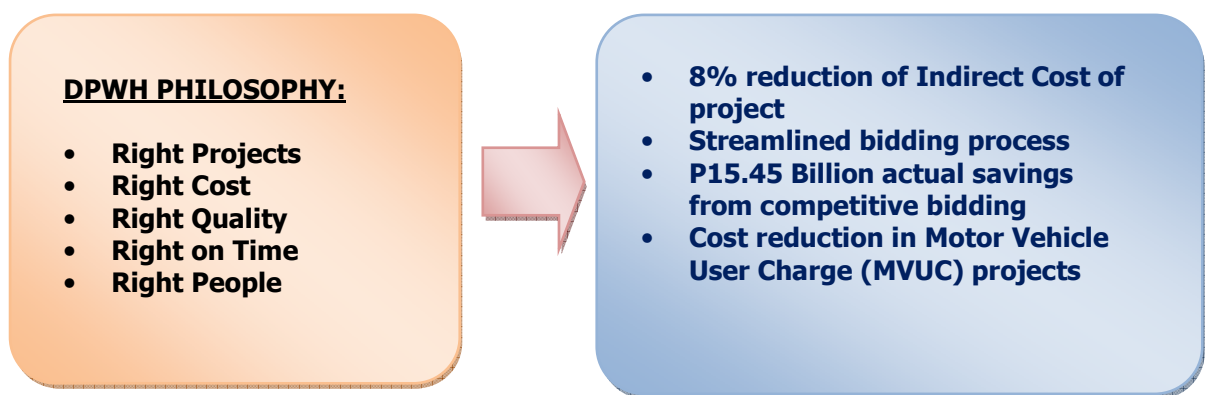 DPWH PHILOSOPHY:
• Right Projects
• Right Cost
• Right Quality
• Right on Time
• Right People
• 8% reduction of Indirect Cost of
project
• Streamlined bidding process
• P15.45 Billion actual savings
from competitive bidding
• Cost reduction in Motor Vehicle
User Charge (MVUC) projects